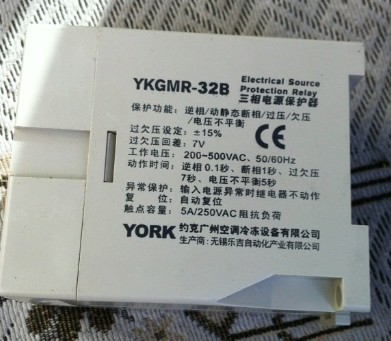 YKGMR-32B Electrical Source Protection Relay
三相电源保护器
保护功能：逆相/动静态断相/过压/欠压
/电压不平衡
过欠压设定：±15%
过欠压回差：7V
CE
工作电压：200~500VAC，50/60Hz
动作时间：逆相0.1秒、断相1秒、过欠压
7秒、电压不平衡5秒
异常保护：输入电源异常时继电器不动作
复 位：自动复位
触点容量：5A/250VAC阻抗负荷
YORK 约克广州空调冷冻设备有限公司
生产商：无锡乐吉自动化产业有限公司